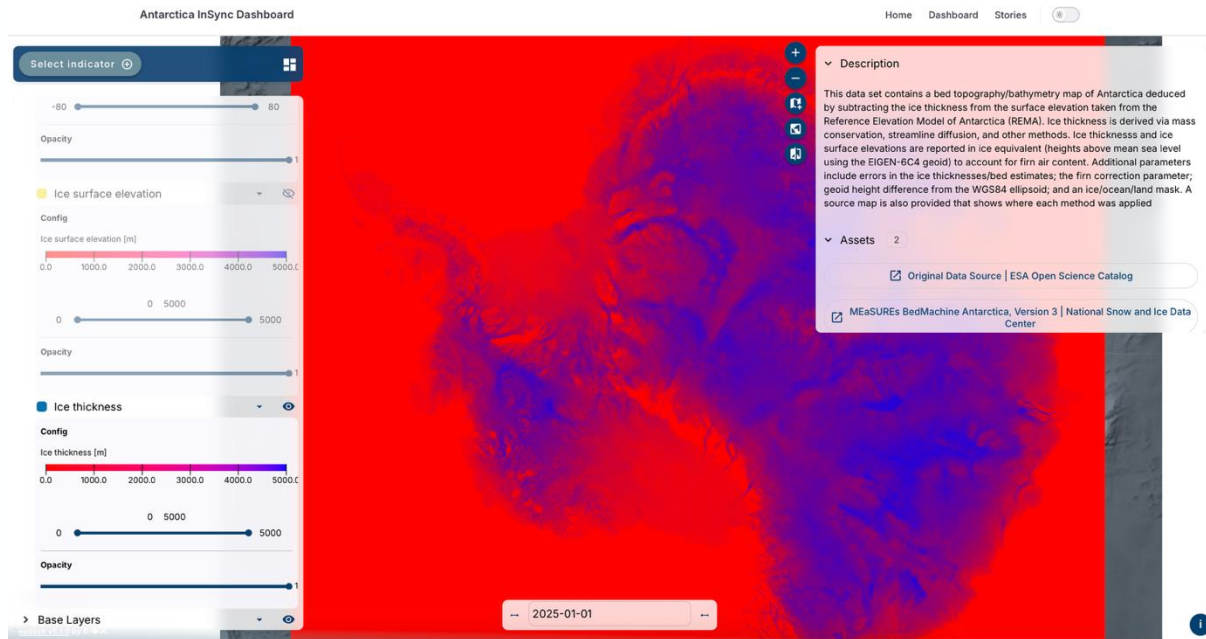 Antarctica InSync Dashboard
Home Dashboard Stories
Select indicator
-80 80
Opacity
1
Ice surface elevation
Config
Ice surface elevation [m]
0.0 1000.0 2000.0 3000.0 4000.0 5000.0
0 5000
0 5000
Opacity
1
Ice thickness
Config
Ice thickness [m]
0.0 1000.0 2000.0 3000.0 4000.0 5000.0
0 5000
0 5000
Opacity
1
Base Layers
2025-01-01
Description
This data set contains a bed topography/bathymetry map of Antarctica deduced
by subtracting the ice thickness from the surface elevation taken from the
Reference Elevation Model of Antarctica (REMA). Ice thickness is derived via mass
conservation, streamline diffusion, and other methods. Ice thicknesss and ice
surface elevations are reported in ice equivalent (heights above mean sea level
using the EIGEN-6C4 geoid) to account for firn air content. Additional parameters
include errors in the ice thicknesses/bed estimates; the firn correction parameter;
geoid height difference from the WGS84 ellipsoid; and an ice/ocean/land mask. A
source map is also provided that shows where each method was applied
Assets 2
Original Data Source | ESA Open Science Catalog
MEaSUREs BedMachine Antarctica, Version 3 | National Snow and Ice Data
Center
i